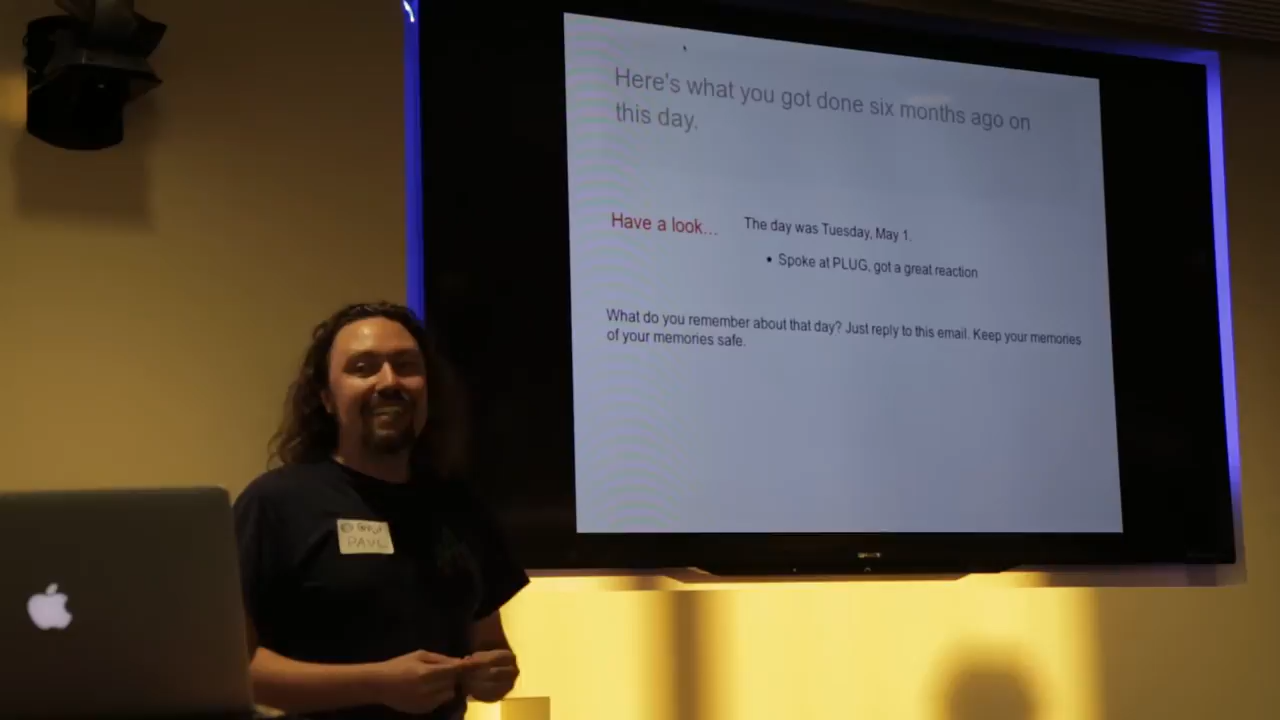 Here's what you got done six months ago on
this day.
Have a look...
The day was Tuesday, May 1.
• Spoke at PLUG, got a great reaction
What do you remember about that day? Just reply to this email. Keep your memories
of your memories safe.
PAUL